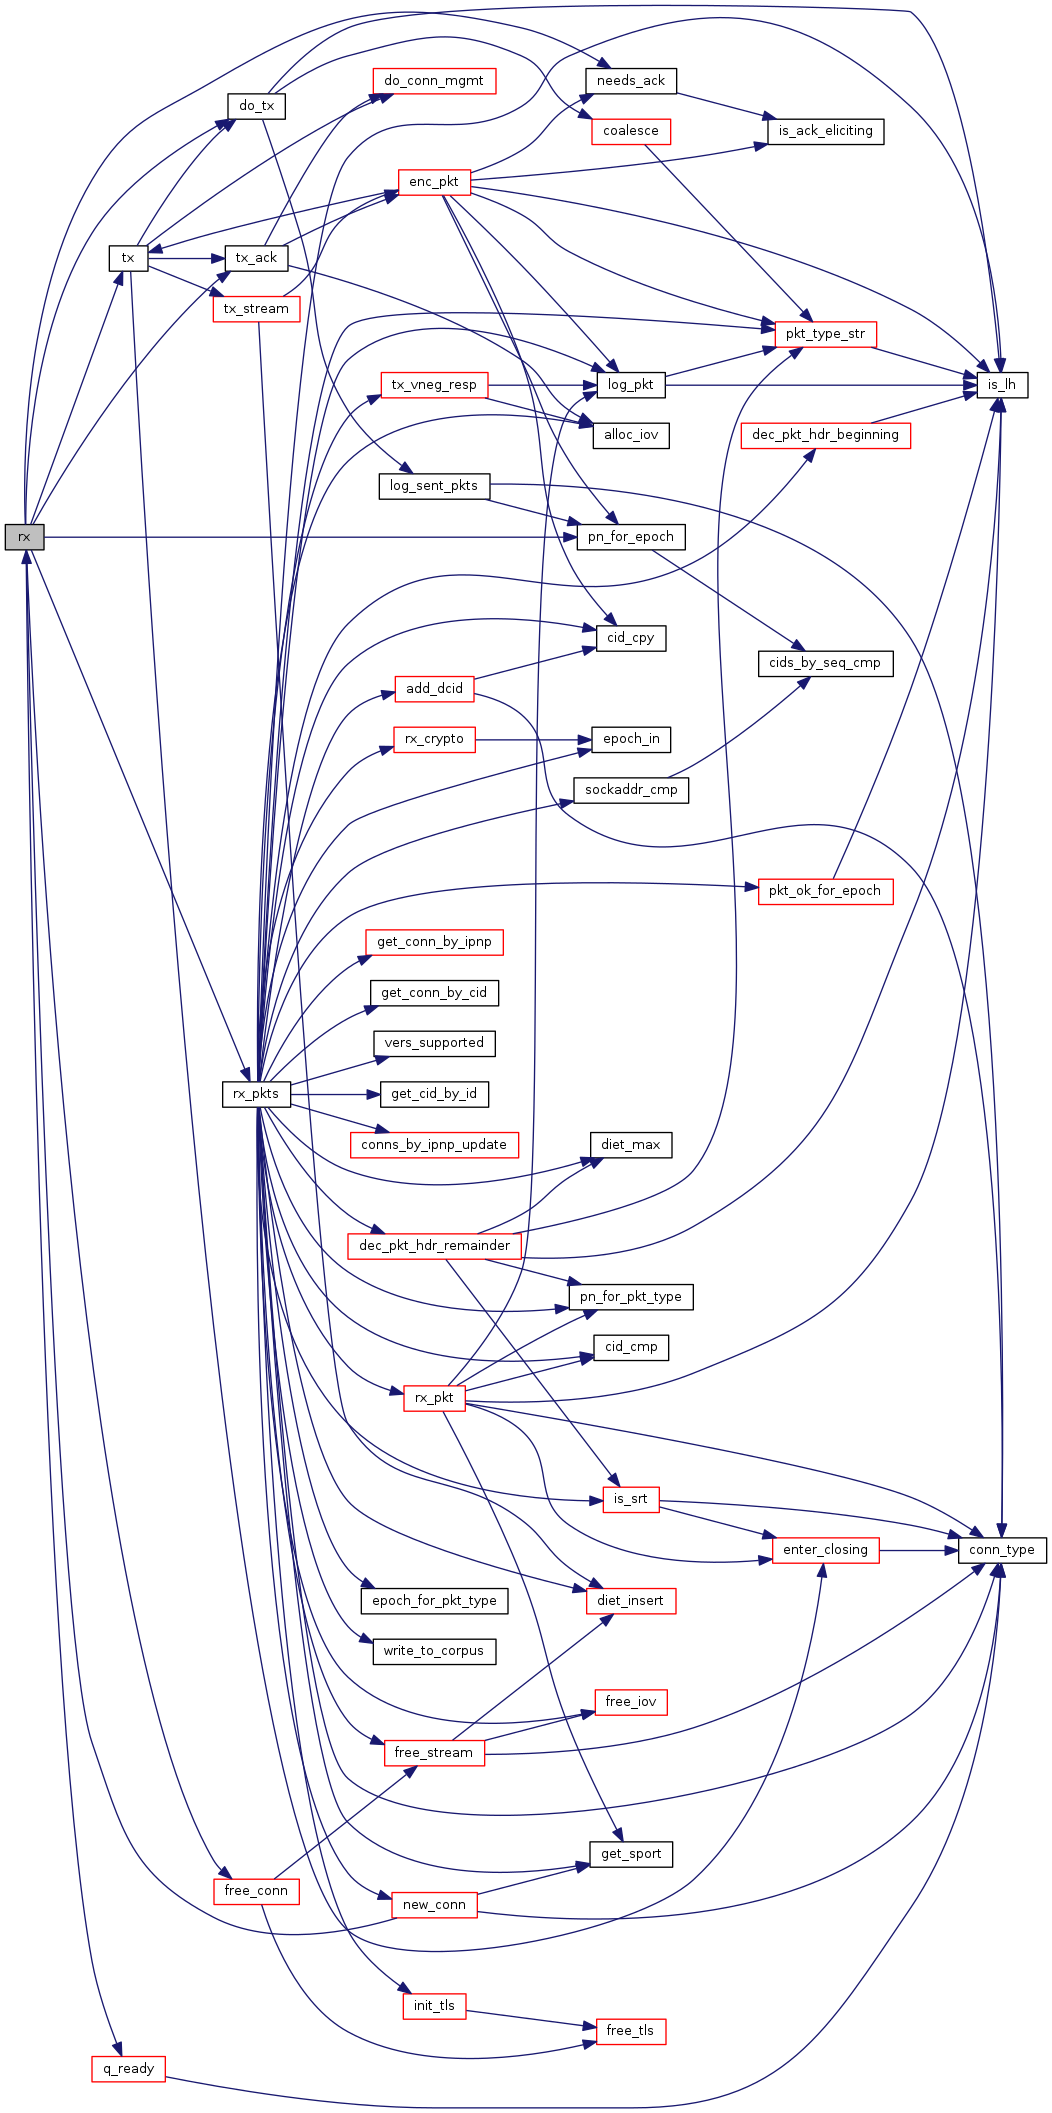 needs_ack
do_conn_mgmt
do_tx
coalesce
is_ack_eliciting
enc_pkt
tx
tx_ack
tx_stream
pkt_type_str
tx_vneg_resp
log_pkt
is_lh
alloc_iov
dec_pkt_hdr_beginning
log_sent_pkts
rx
pn_for_epoch
cid_cpy
cids_by_seq_cmp
add_dcid
rx_crypto
epoch_in
sockaddr_cmp
pkt_ok_for_epoch
get_conn_by_ipnp
get_conn_by_cid
vers_supported
rx_pkts
get_cid_by_id
conns_by_ipnp_update
diet_max
dec_pkt_hdr_remainder
pn_for_pkt_type
cid_cmp
rx_pkt
is_srt
enter_closing
conn_type
epoch_for_pkt_type
diet_insert
write_to_corpus
free_iov
free_stream
get_sport
free_conn
new_conn
init_tls
free_tls
q_ready